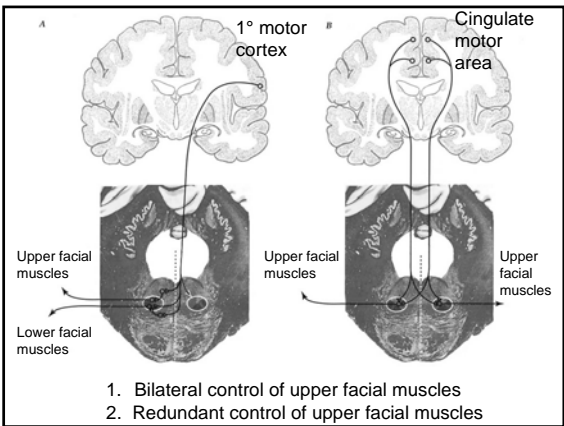 A
1° motor
cortex
B
Cingulate
motor
area
Upper facial
muscles
Lower facial
muscles
Upper facial
muscles
Upper
facial
muscles
1. Bilateral control of upper facial muscles
2. Redundant control of upper facial muscles